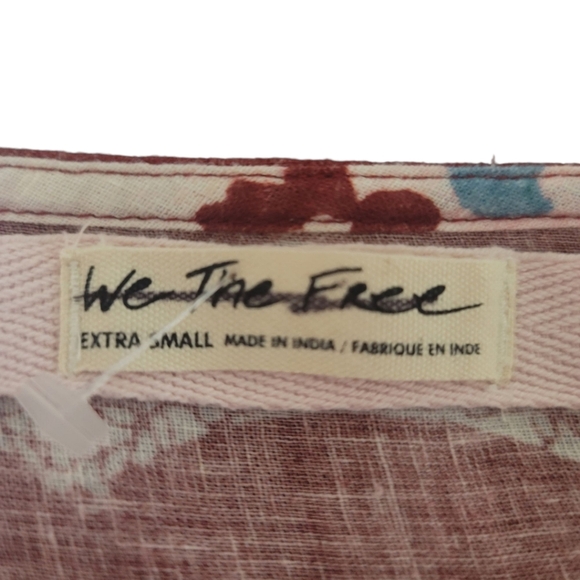 We The Free
EXTRA SMALL MADE IN INDIA / FABRIQUE EN INDE